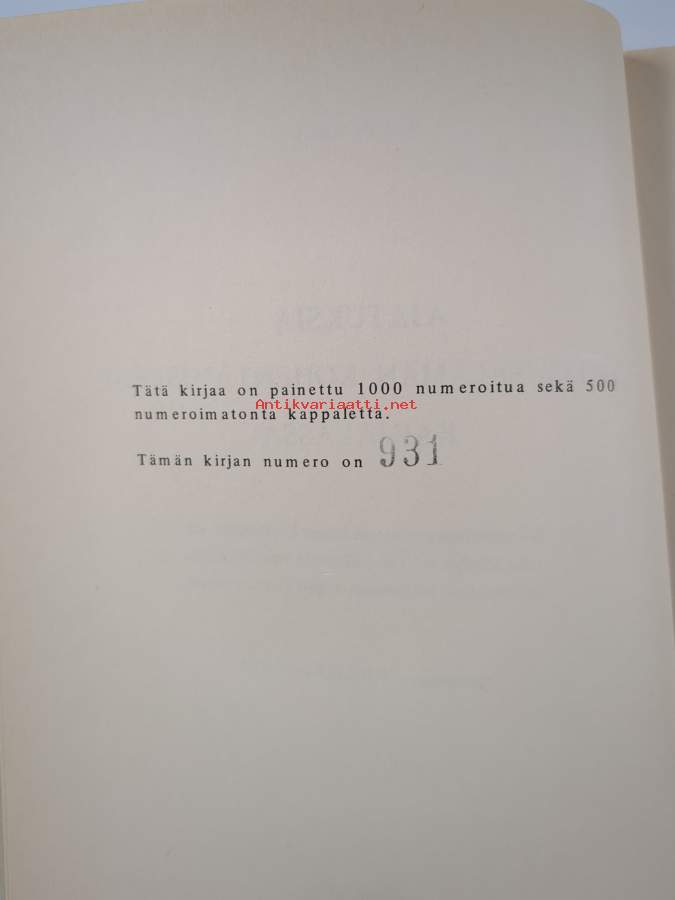 Tätä kirjaa on painettu 1000 numeroitua sekä 500
Antikvariaatti.net
numeroimatonta kappaletta.
Tämän kirjan numero on 931